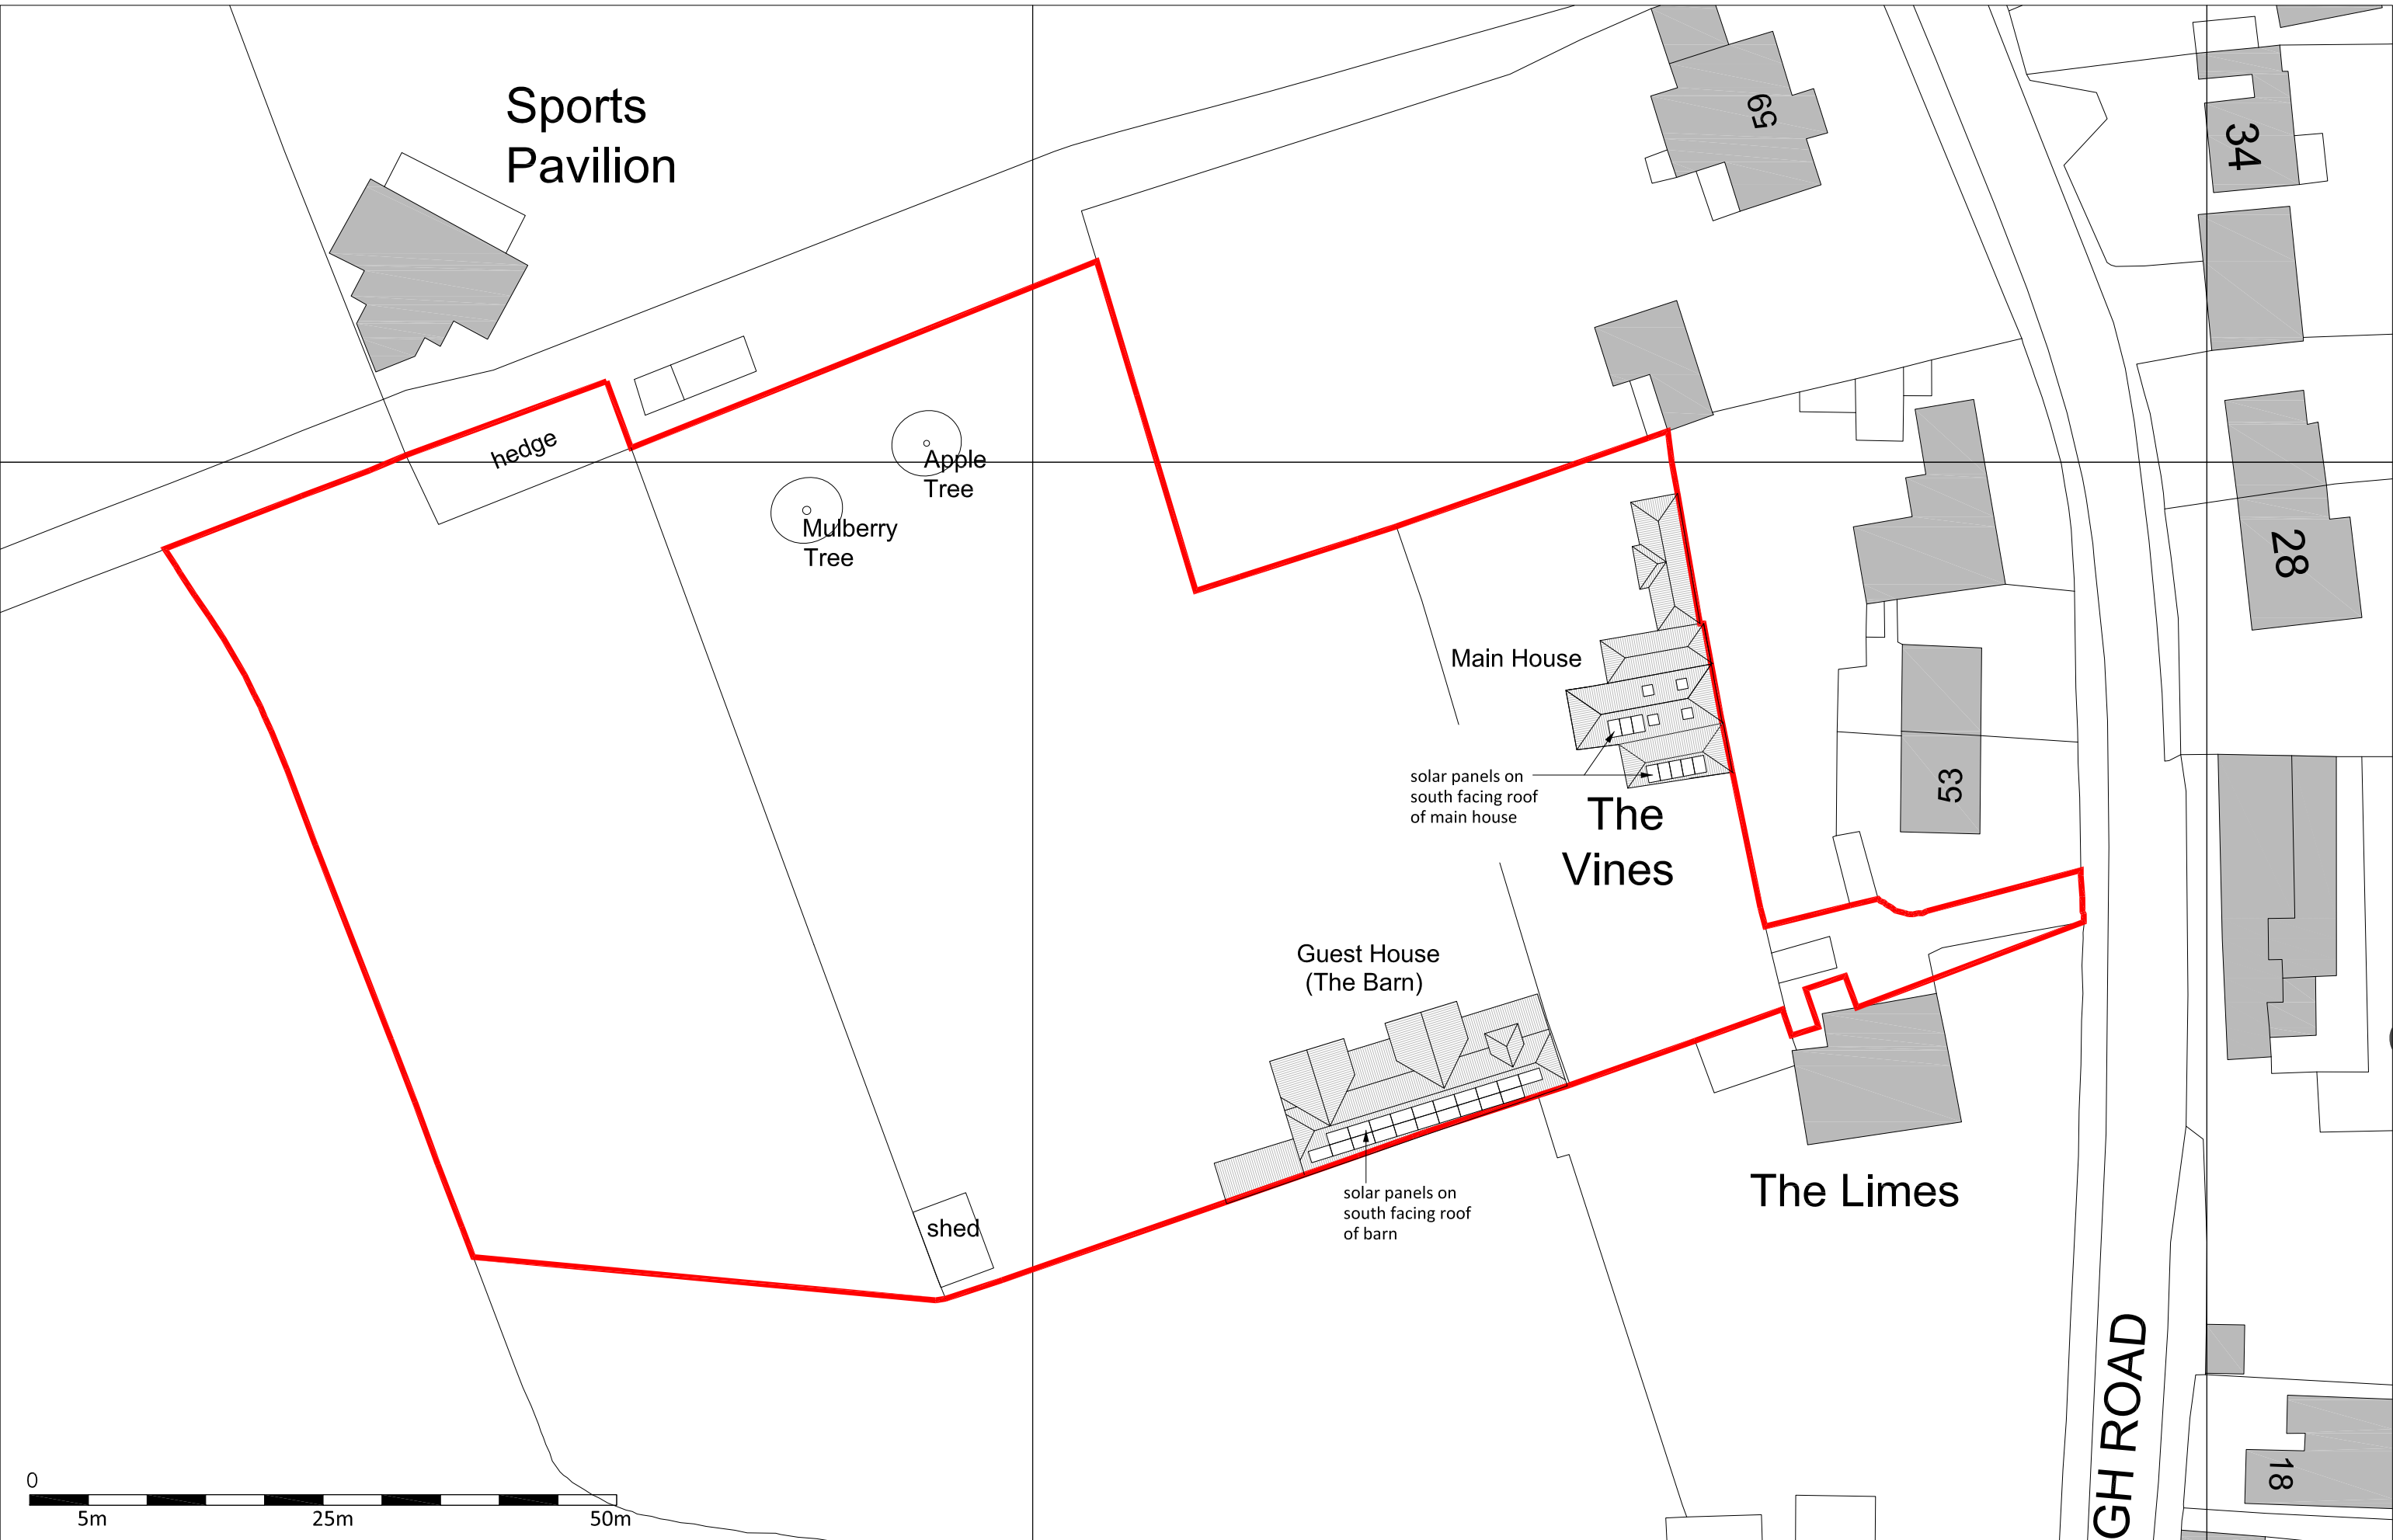 Sports
Pavilion
59
34
hedge
Apple
Tree
Mulberry
Tree
28
Main House
solar panels on
south facing roof
of main house
The
Vines
53
Guest House
(The Barn)
solar panels on
south facing roof
of barn
shed
The Limes
GH ROAD
18
0
5m
25m
50m